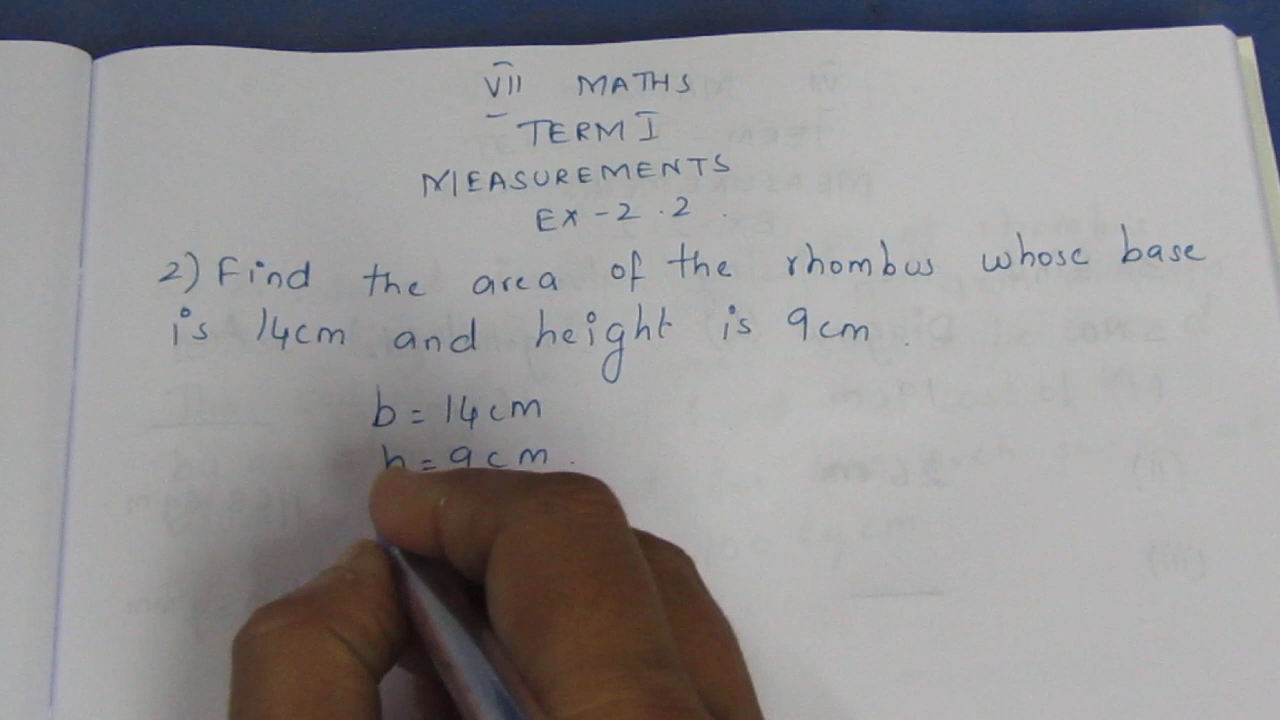 VII MATHS
TERM I
MEASUREMENTS
EX-2.2.
2) Find the area of the rhombus whose base
is 14cm and height is 9cm.
b = 14cm
h = 9cm.